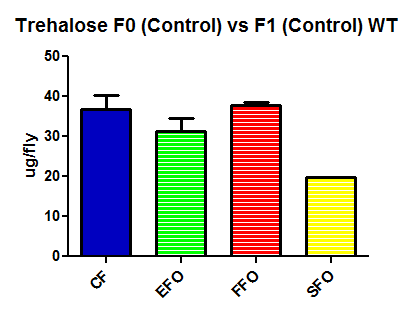 Trehalose F0 (Control) vs F1 (Control) WT
ug/fly
50
40
30
20
10
0
CF
EFO
FFO
SFO